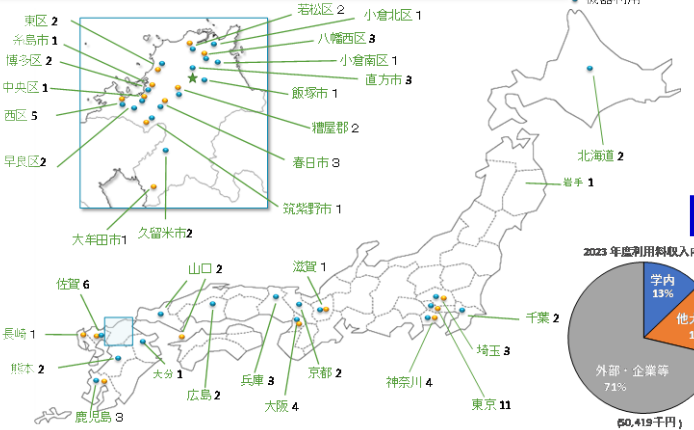 若松区 2
小倉北区 1
東区 2
糸島市 1
八幡西区 3
博多区 2
小倉南区 1
直方市 3
中央区 1
飯塚市 1
西区 5
糟屋郡 2
早良区2
春日市 3
北海道 2
岩手 1
筑紫野市 1
大牟田市1
久留米市2
2023 年度利用料収入
山口 2
滋賀 1
学内
13%
佐賀 6
長崎 1
千葉 2
熊本 2
大分 1
埼玉 3
外部・企業等
71%
広島 2
兵庫 3
京都 2
神奈川 4
大阪 4
東京 11
鹿児島 3
(50,419千円)